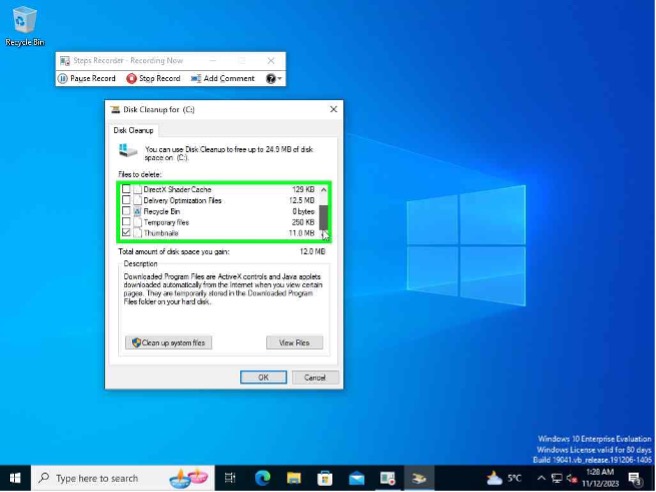 Recycle Bin
Steps Recorder - Recording Now
Pause Record
Stop Record
Add Comment
Disk Cleanup for (C:)
Disk Cleanup
You can use Disk Cleanup to free up to 24.9 MB of disk
space on (C:).
Files to delete:
DirectX Shader Cache 129 KB
Delivery Optimization Files 12.5 MB
Recycle Bin 0 bytes
Temporary files 250 KB
Thumbnails 11.0 MB
Total amount of disk space you gain: 12.0 MB
Description
Downloaded Program Files are ActiveX controls and Java applets
downloaded automatically from the Internet when you view certain
pages. They are temporarily stored in the Downloaded Program
Files folder on your hard disk.
Clean up system files
View Files
OK
Cancel
Windows 10 Enterprise Evaluation
Windows License valid for 80 days
Build 19041.vb_release.191206-1406
Type here to search
5°C
1:28 AM
11/12/2023